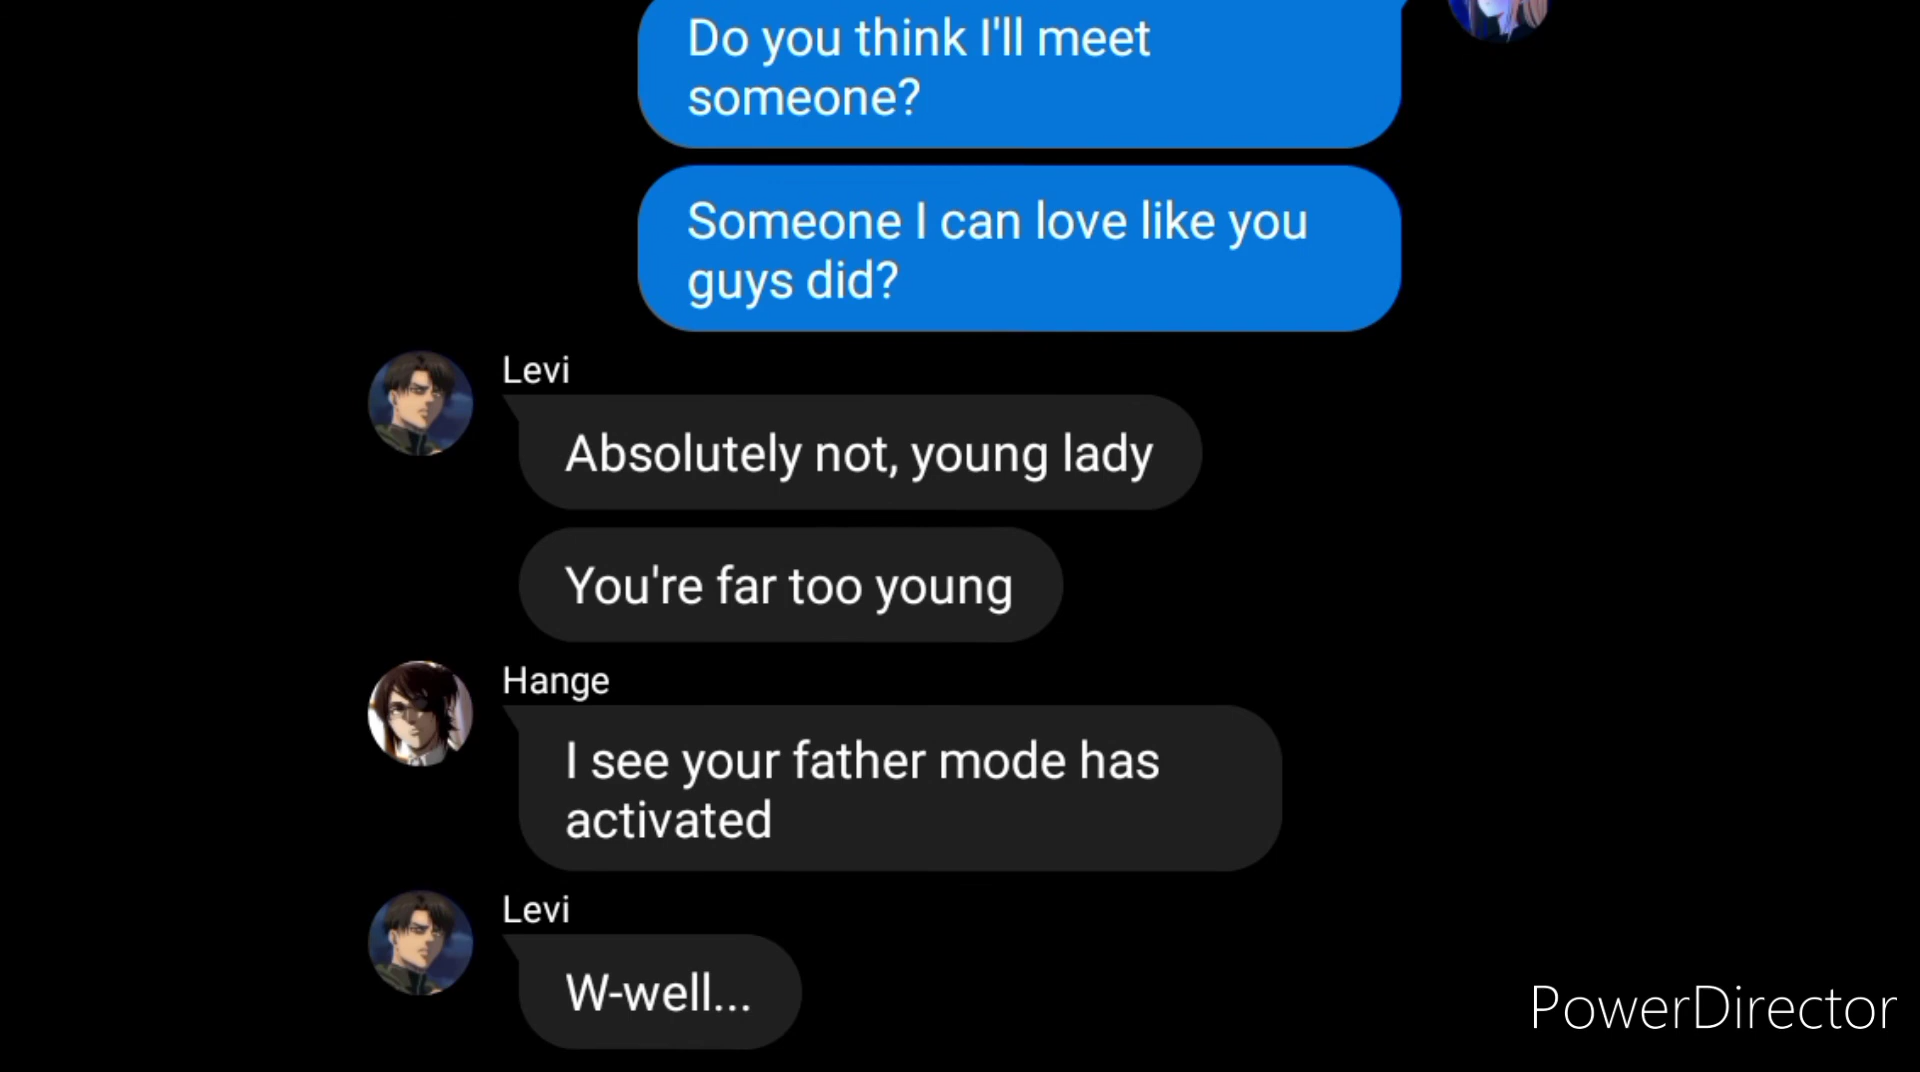 Do you think I'll meet
someone?
Someone I can love like you
guys did?
Levi
Absolutely not, young lady
You're far too young
Hange
I see your father mode has
activated
Levi
W-well...
PowerDirector